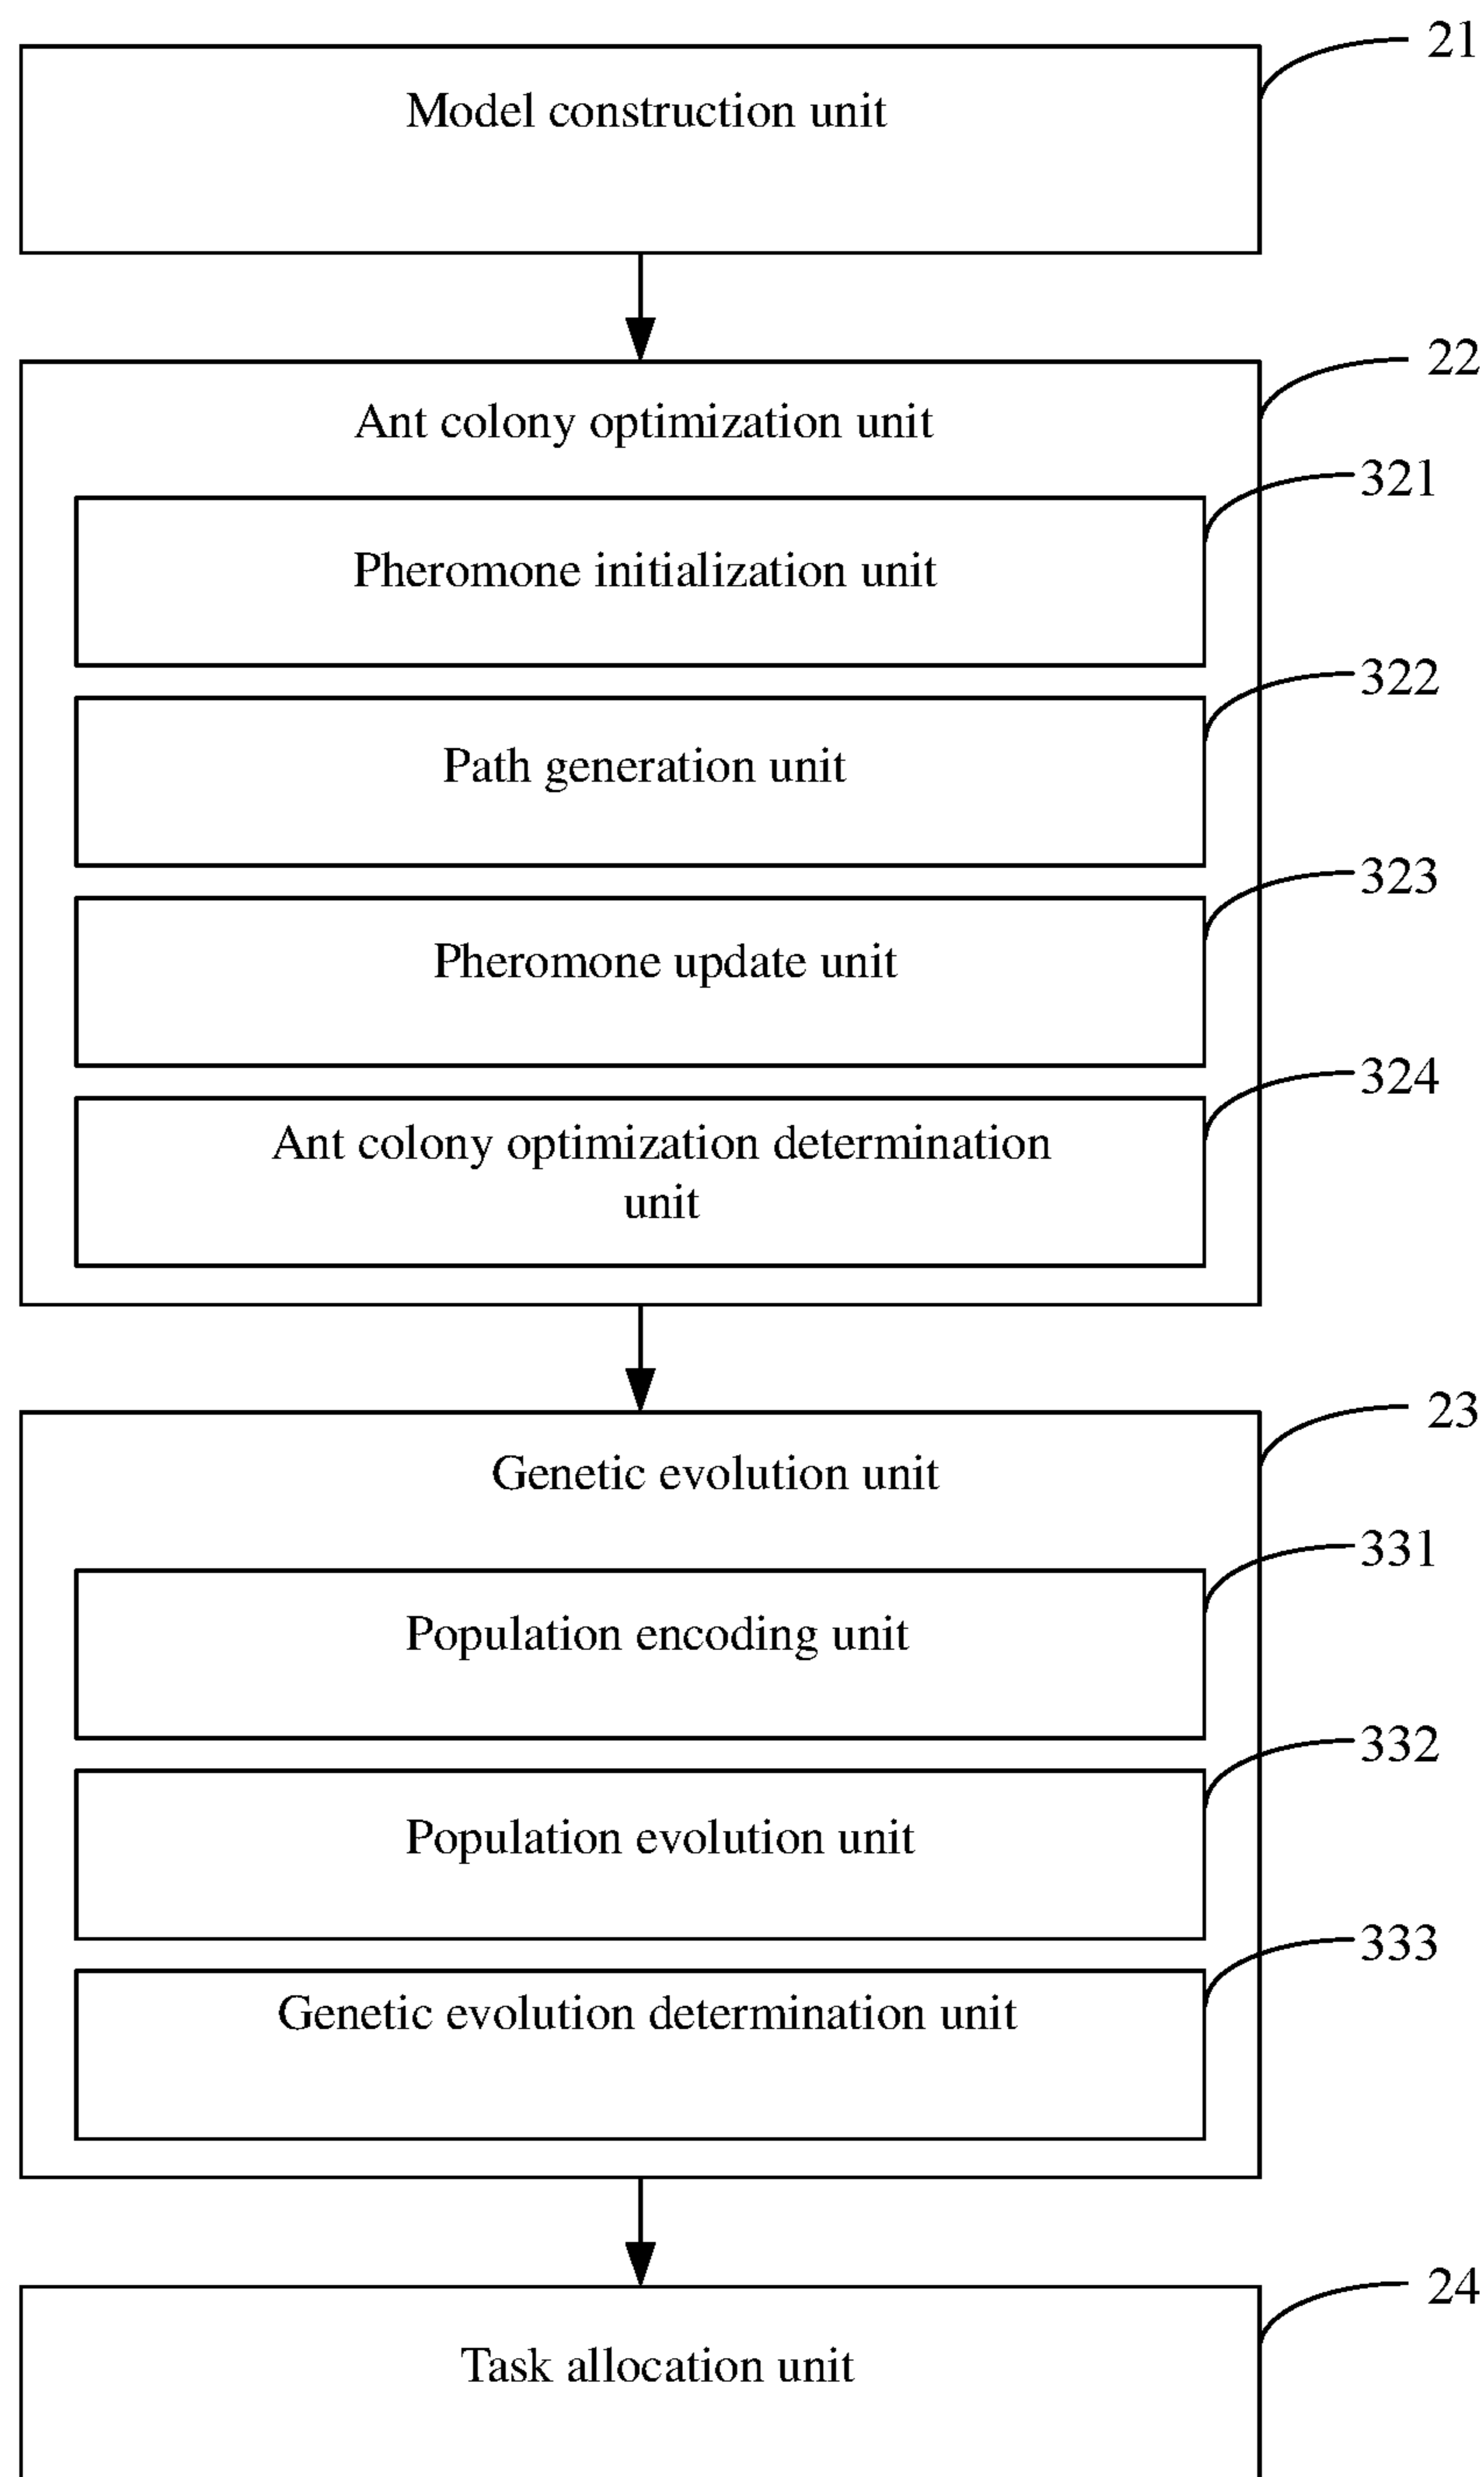 21
Model construction unit
22
Ant colony optimization unit
321
Pheromone initialization unit
322
Path generation unit
323
Pheromone update unit
324
Ant colony optimization determination
unit
23
Genetic evolution unit
331
Population encoding unit
332
Population evolution unit
333
Genetic evolution determination unit
24
Task allocation unit